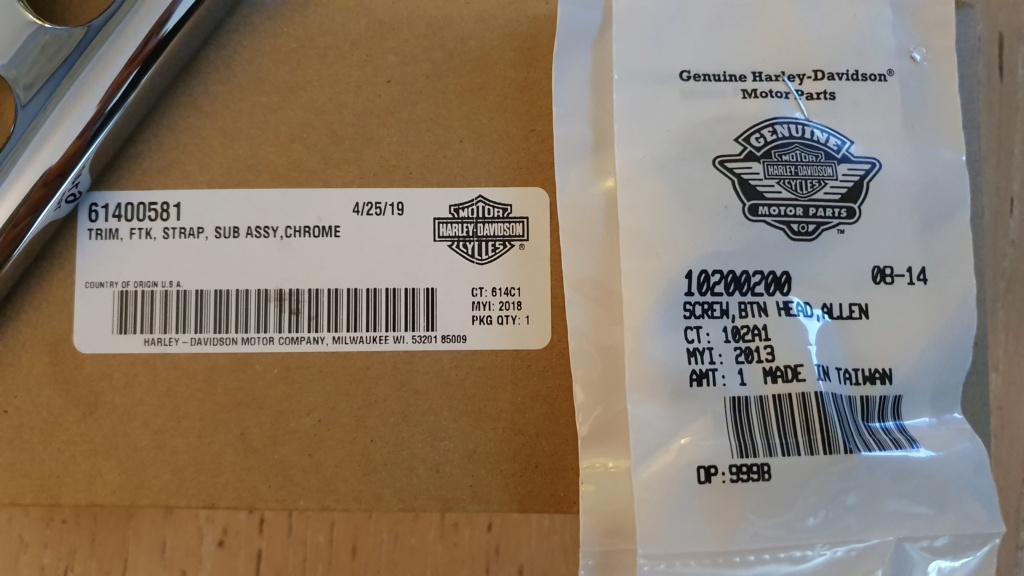 61400581 4/25/19
TRIM, FTK, STRAP, SUB ASSY,CHROME
MOTOR
HARLEY-DAVIDSON
CYCLES
®
COUNTRY OF ORIGIN U.S.A.
CT: 614C1
MYI: 2018
PKG QTY: 1
HARLEY-DAVIDSON MOTOR COMPANY, MILWAUKEE WI. 53201 85009
Genuine Harley-Davidson®
Motor Parts
GENUINE
MOTOR
HARLEY-DAVIDSON
CYCLES
MOTOR PARTS
TM
10200200 08-14
SCREW,BTN HEAD,ALLEN
CT: 102A1
MYI: 2013
AMT: 1 MADE IN TAIWAN
OP:999B